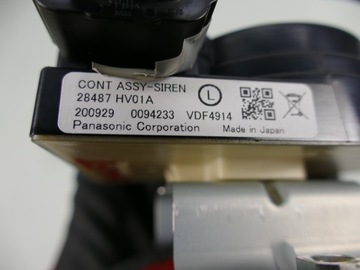 CONT ASSY-SIREN
28487 HV01A L
200929 0094233 VDF4914
Panasonic Corporation Made in Japan